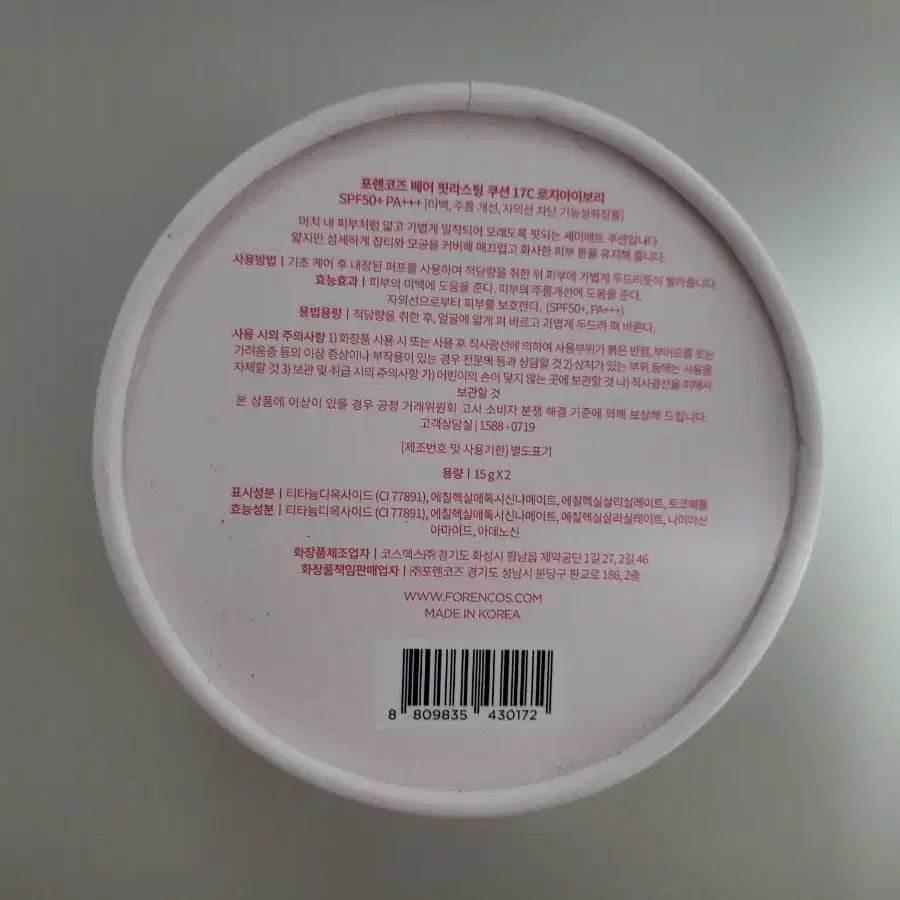 포렌코즈 베어 핏라스팅 쿠션 17C 로지아이보리
SPF50+ PA+++ [미백, 주름 개선, 자외선 차단 기능성화장품]
마치 내 피부처럼 얇고 가볍게 밀착되어 오래도록 핏되는 세미매트 쿠션입니다.
얇지만 섬세하게 잡티와 모공을 커버해 매끄럽고 화사한 피부 톤을 유지해 줍니다.
사용방법 | 기초 케어 후 내장된 퍼프를 사용하여 적당량을 취한 뒤 피부에 가볍게 두드리듯이 발라줍니다.
효능효과 | 피부의 미백에 도움을 준다. 피부의 주름개선에 도움을 준다.
자외선으로부터 피부를 보호한다. (SPF50+, PA+++)
용법용량 | 적당량을 취한 후, 얼굴에 얇게 펴 바르고 가볍게 두드려 펴 바른다.
사용 시의 주의사항 1) 화장품 사용 시 또는 사용 후 직사광선에 의하여 사용부위가 붉은 반점, 부어오름 또는
가려움증 등의 이상 증상이나 부작용이 있는 경우 전문의 등과 상담할 것 2) 상처가 있는 부위 등에는 사용을
자제할 것 3) 보관 및 취급 시의 주의사항 가) 어린이의 손이 닿지 않는 곳에 보관할 것 나) 직사광선을 피해서
보관할 것
본 상품에 이상이 있을 경우 공정 거래위원회 고시 소비자 분쟁 해결 기준에 의해 보상해 드립니다.
고객상담실 | 1588-0719
[제조번호 및 사용기한] 별도표기
용량 | 15 g X 2
표시성분 | 티타늄디옥사이드 (CI 77891), 에칠헥실메톡시신나메이트, 에칠헥실살리실레이트, 토코페롤
효능성분 | 티타늄디옥사이드 (CI 77891), 에칠헥실메톡시신나메이트, 에칠헥실살리실레이트, 나이아신
아마이드, 아데노신
화장품제조업자 | 코스맥스㈜ 경기도 화성시 향남읍 제약공단 1길 27, 2길 46
화장품책임판매업자 | ㈜포렌코즈 경기도 성남시 분당구 판교로 186, 2층
WWW.FORENCOS.COM
MADE IN KOREA
8 809835 430172